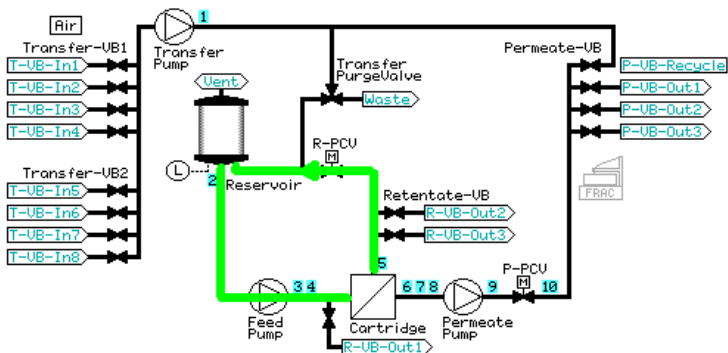 Air
1
Transfer-VB1
Transfer
Pump
Permeate-VB
T-VB-In1
T-VB-In2
T-VB-In3
T-VB-In4
Vent
Transfer
PurgeValve
Waste
P-VB-Recycle
P-VB-Out1
P-VB-Out2
P-VB-Out3
R-PCV
M
L
2
Reservoir
Transfer-VB2
T-VB-In5
T-VB-In6
T-VB-In7
T-VB-In8
Retentate-VB
R-VB-Out2
R-VB-Out3
FRAC
5
3 4
6 7 8
9
10
P-PCV
M
Feed
Pump
Cartridge
Permeate
Pump
R-VB-Out1